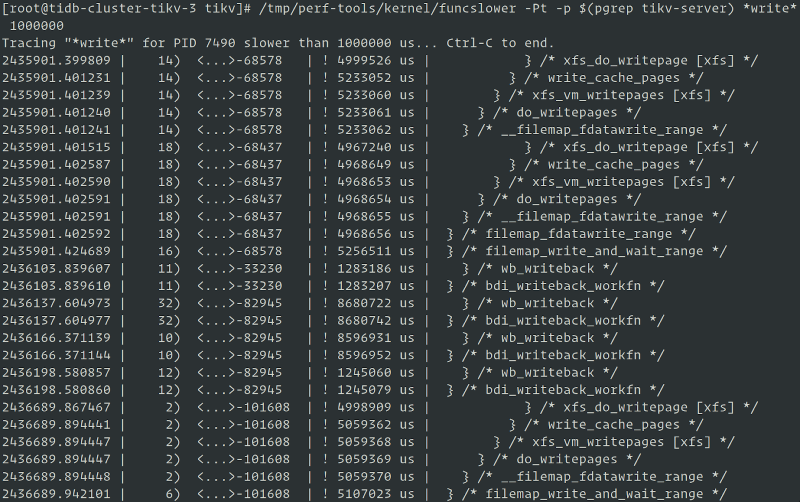 [root@tidb-cluster-tikv-3 tikv]# /tmp/perf-tools/kernel/funcslower -Pt -p $(pgrep tikv-server) *write*
 1000000
Tracing "*write*" for PID 7490 slower than 1000000 us... Ctrl-C to end.
2435901.399809 |    14)  <...>-68578   | ! 4999526 us |            } /* xfs_do_writepage [xfs] */
2435901.401231 |    14)  <...>-68578   | ! 5233052 us |          } /* write_cache_pages */
2435901.401239 |    14)  <...>-68578   | ! 5233060 us |        } /* xfs_vm_writepages [xfs] */
2435901.401240 |    14)  <...>-68578   | ! 5233061 us |      } /* do_writepages */
2435901.401241 |    14)  <...>-68578   | ! 5233062 us |    } /* __filemap_fdatawrite_range */
2435901.401515 |    18)  <...>-68437   | ! 4967240 us |            } /* xfs_do_writepage [xfs] */
2435901.402587 |    18)  <...>-68437   | ! 4968649 us |          } /* write_cache_pages */
2435901.402590 |    18)  <...>-68437   | ! 4968653 us |        } /* xfs_vm_writepages [xfs] */
2435901.402591 |    18)  <...>-68437   | ! 4968654 us |      } /* do_writepages */
2435901.402591 |    18)  <...>-68437   | ! 4968655 us |    } /* __filemap_fdatawrite_range */
2435901.402592 |    18)  <...>-68437   | ! 4968656 us |  } /* filemap_fdatawrite_range */
2435901.424689 |    16)  <...>-68578   | ! 5256511 us |  } /* filemap_write_and_wait_range */
2436103.839607 |    11)  <...>-33230   | ! 1283186 us |    } /* wb_writeback */
2436103.839610 |    11)  <...>-33230   | ! 1283207 us |  } /* bdi_writeback_workfn */
2436137.604973 |    32)  <...>-82945   | ! 8680722 us |    } /* wb_writeback */
2436137.604977 |    32)  <...>-82945   | ! 8680742 us |  } /* bdi_writeback_workfn */
2436166.371139 |    10)  <...>-82945   | ! 8596931 us |    } /* wb_writeback */
2436166.371144 |    10)  <...>-82945   | ! 8596952 us |  } /* bdi_writeback_workfn */
2436198.580857 |    12)  <...>-82945   | ! 1245060 us |    } /* wb_writeback */
2436198.580860 |    12)  <...>-82945   | ! 1245079 us |  } /* bdi_writeback_workfn */
2436689.867467 |     2)  <...>-101608  | ! 4998909 us |            } /* xfs_do_writepage [xfs] */
2436689.894441 |     2)  <...>-101608  | ! 5059362 us |          } /* write_cache_pages */
2436689.894447 |     2)  <...>-101608  | ! 5059368 us |        } /* xfs_vm_writepages [xfs] */
2436689.894447 |     2)  <...>-101608  | ! 5059369 us |      } /* do_writepages */
2436689.894448 |     2)  <...>-101608  | ! 5059370 us |    } /* __filemap_fdatawrite_range */
2436689.942101 |     6)  <...>-101608  | ! 5107023 us |  } /* filemap_write_and_wait_range */